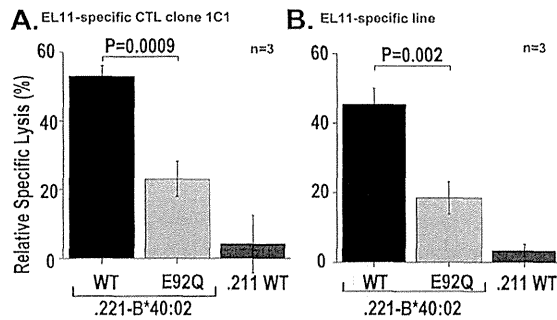 A. EL11-specific CTL clone 1C1
P=0.0009
n=3
Relative Specific Lysis (%)
60
40
20
0
WT
E92Q
.211 WT
.221-B*40:02
B. EL11-specific line
P=0.002
n=3
60
40
20
0
WT
E92Q
.211 WT
.221-B*40:02